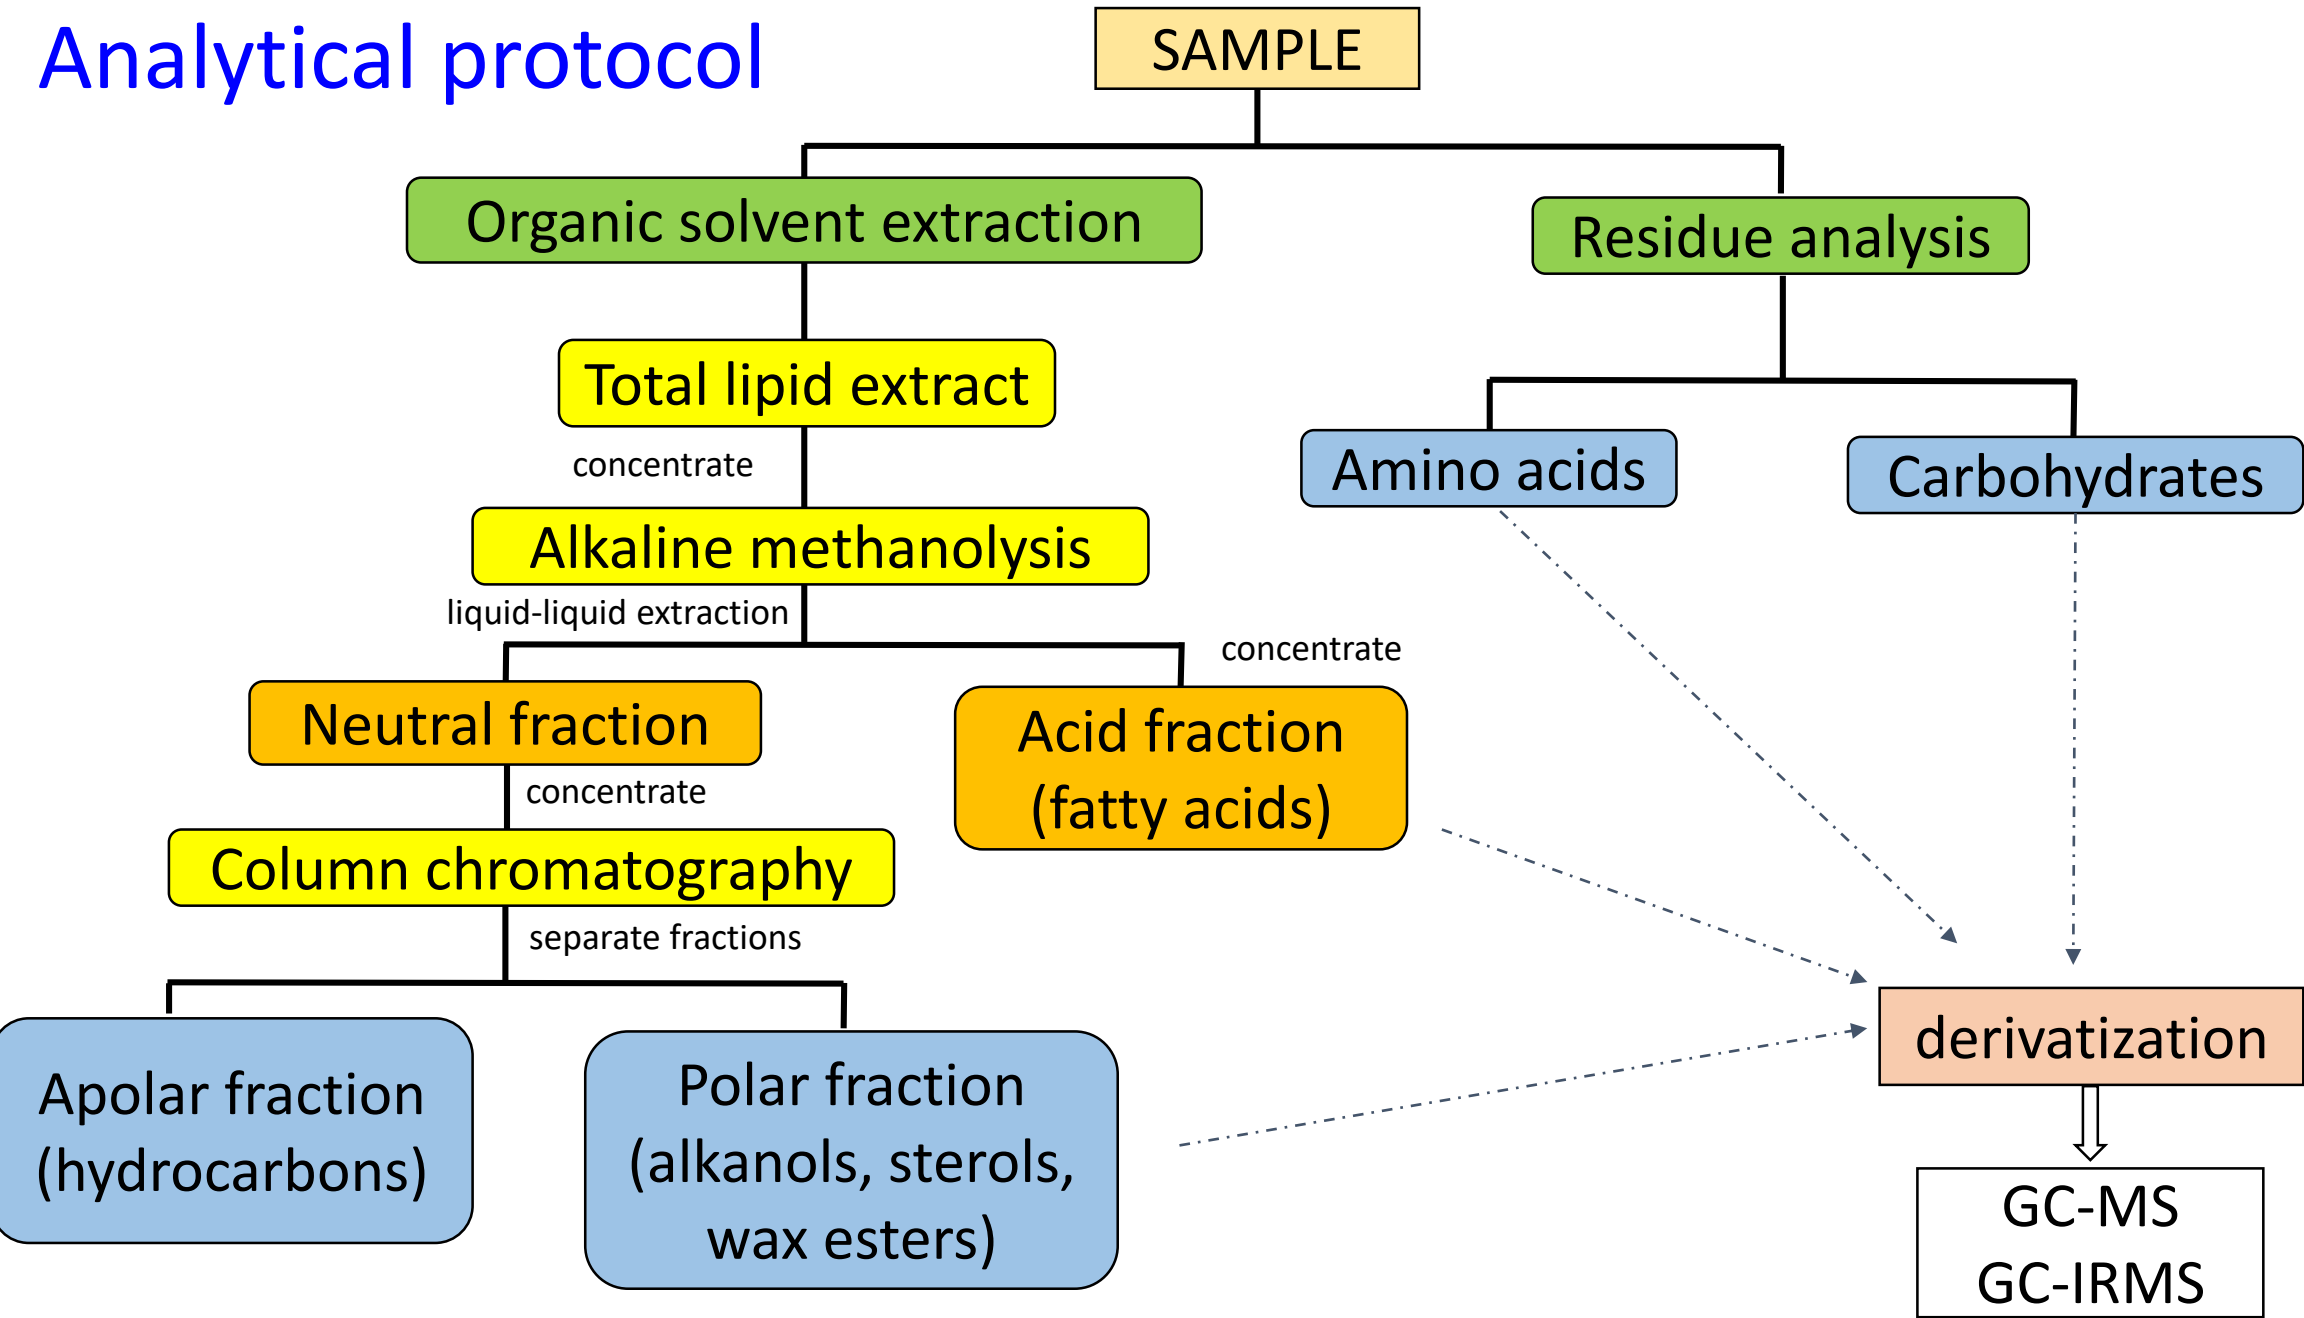 Analytical protocol
SAMPLE
Organic solvent extraction
Residue analysis
Total lipid extract
concentrate
Amino acids
Carbohydrates
Alkaline methanolysis
liquid-liquid extraction
concentrate
Neutral fraction
Acid fraction
(fatty acids)
concentrate
Column chromatography
separate fractions
Apolar fraction
(hydrocarbons)
Polar fraction
(alkanols, sterols,
wax esters)
derivatization
GC-MS
GC-IRMS